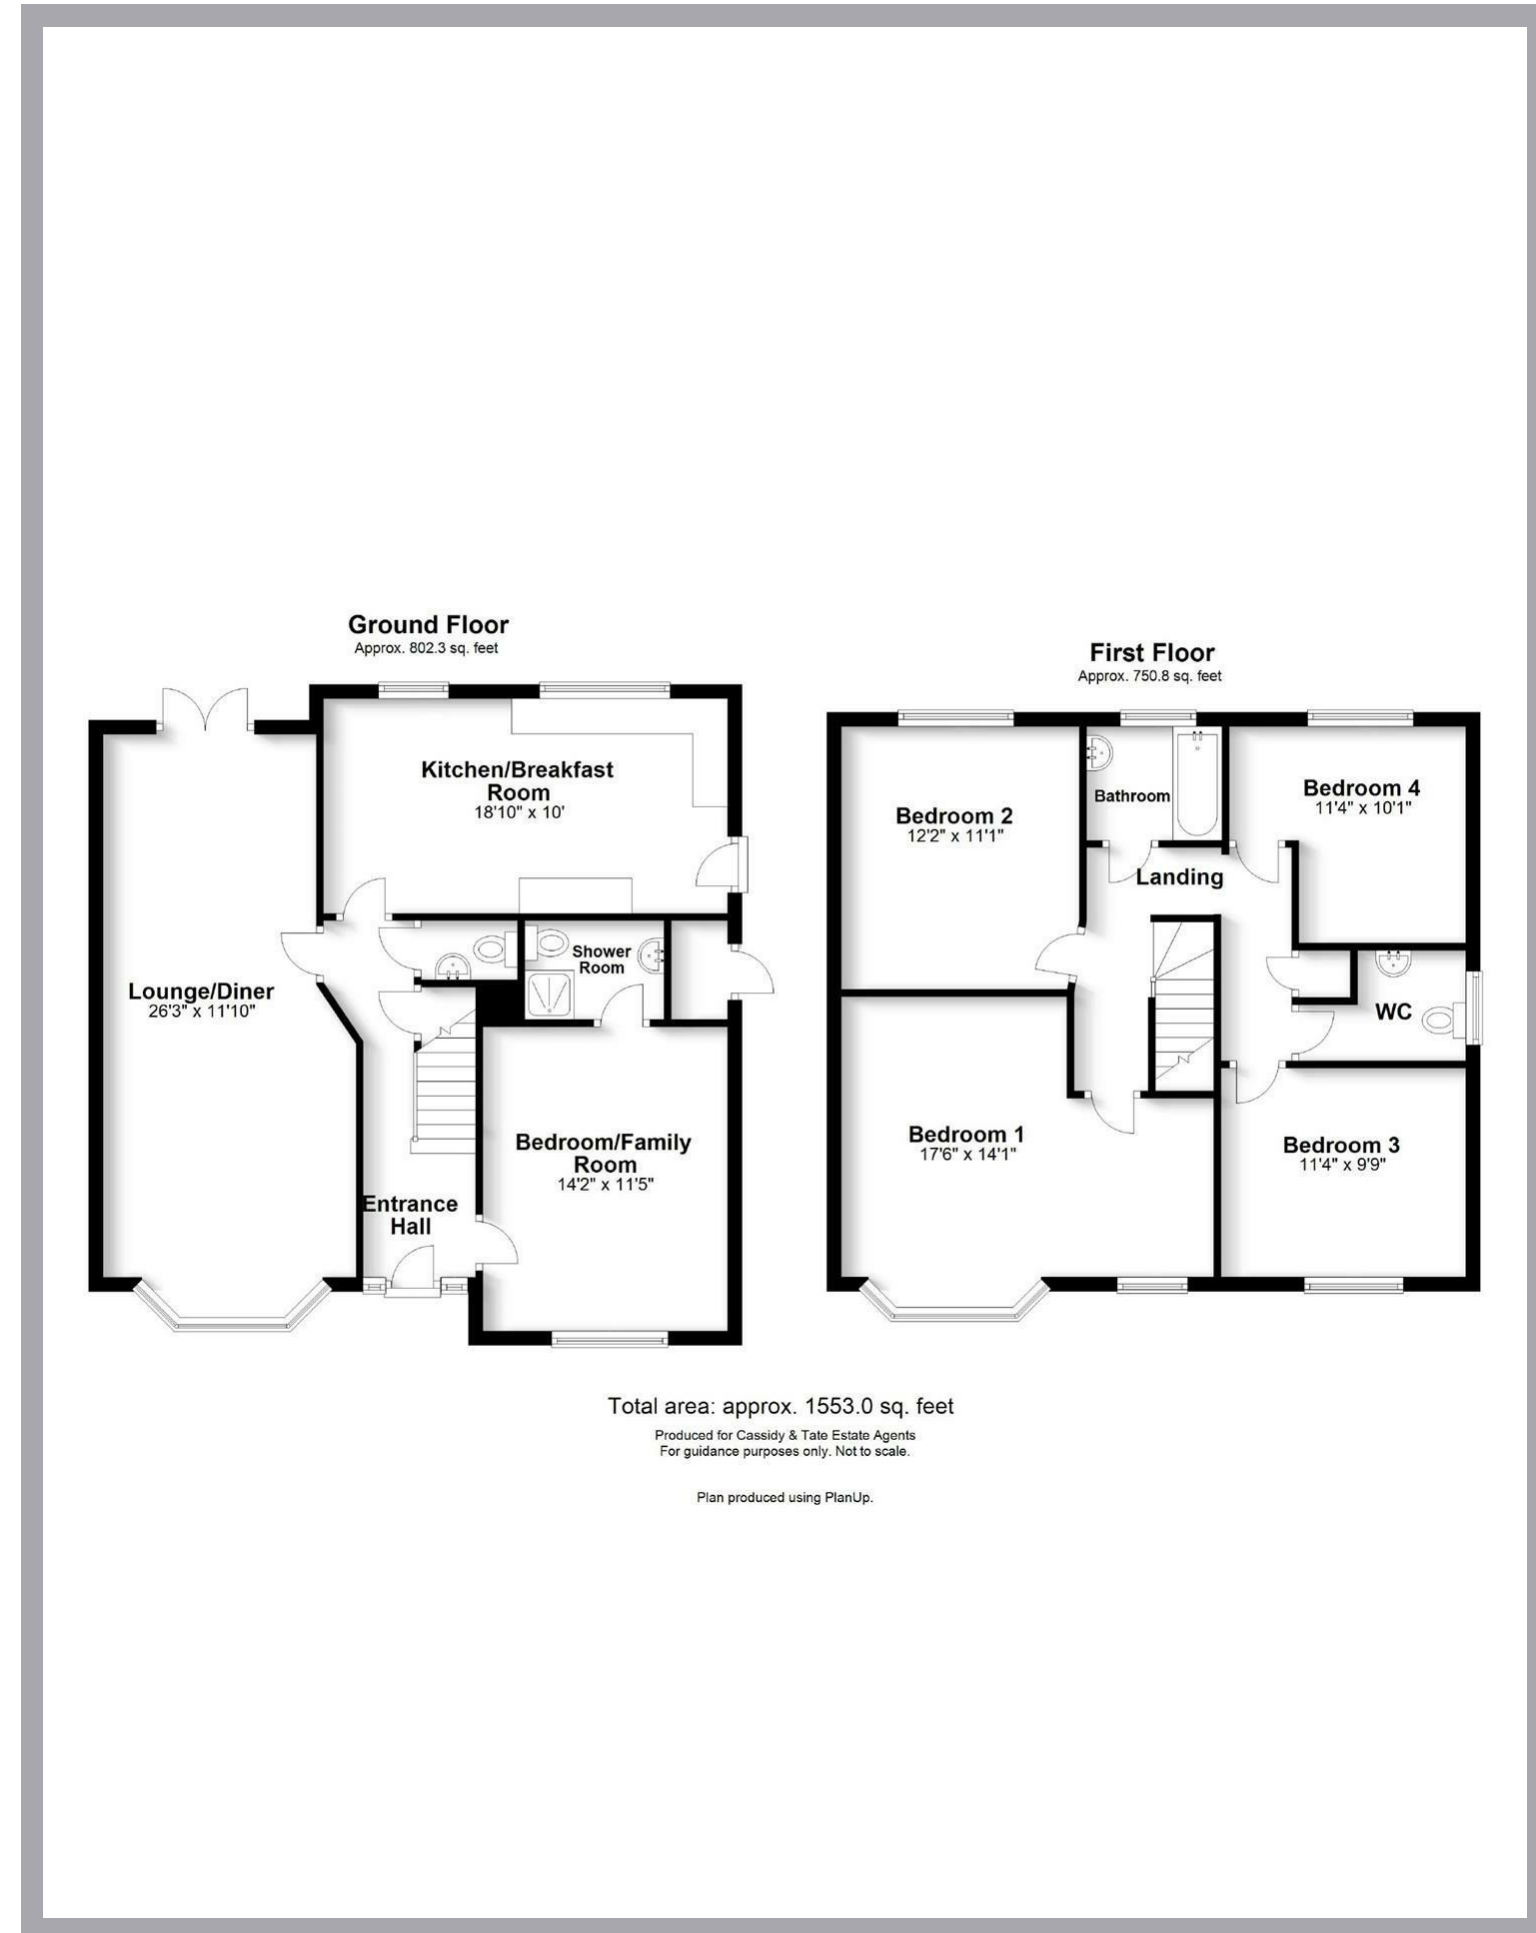 Ground Floor
Approx. 802.3 sq. feet
Kitchen/Breakfast
Room
18'10" x 10'
Shower
Room
Lounge/Diner
26'3" x 11'10"
Bedroom/Family
Room
14'2" x 11'5"
Entrance
Hall
First Floor
Approx. 750.8 sq. feet
Bedroom 2
12'2" x 11'1"
Bathroom
Bedroom 4
11'4" x 10'1"
Landing
WC
Bedroom 1
17'6" x 14'1"
Bedroom 3
11'4" x 9'9"
Total area: approx. 1553.0 sq. feet
Produced for Cassidy & Tate Estate Agents
For guidance purposes only. Not to scale.
Plan produced using PlanUp.